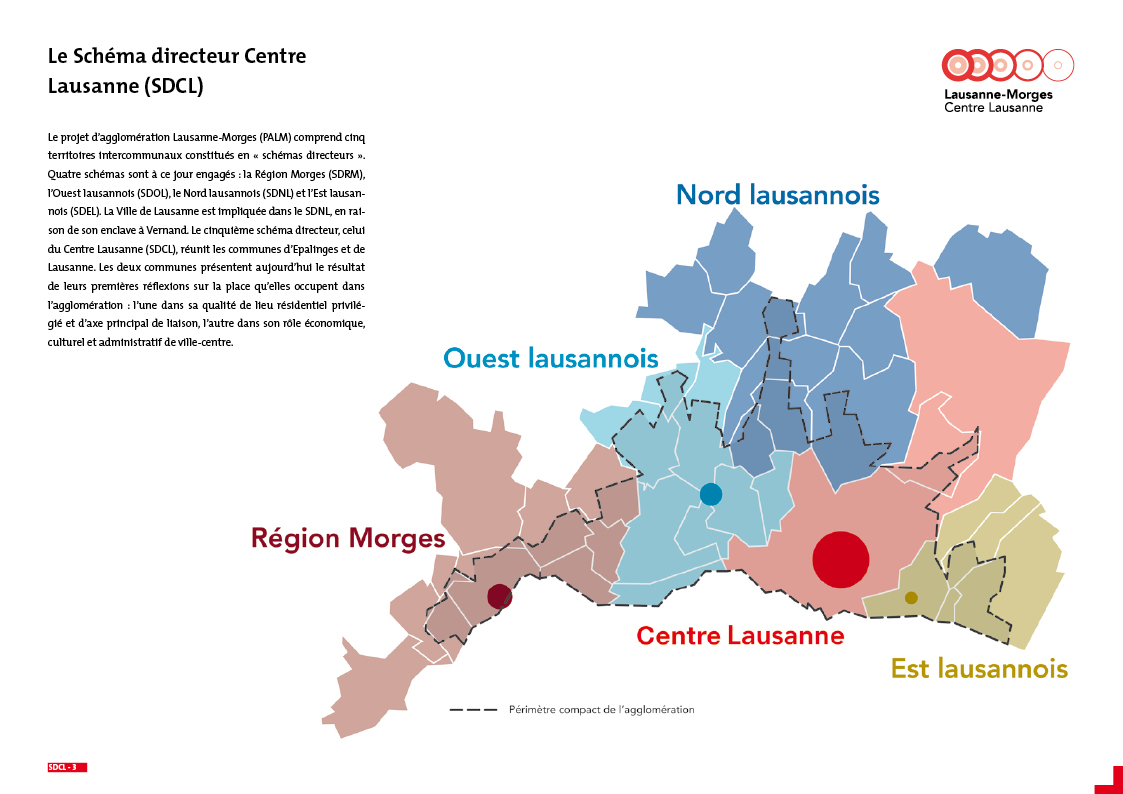 Le Schéma directeur Centre
Lausanne (SDCL)
Lausanne-Morges
Centre Lausanne
Le projet d'agglomération Lausanne-Morges (PALM) comprend cinq
territoires intercommunaux constitués en « schémas directeurs ».
Quatre schémas sont à ce jour engagés : la Région Morges (SDRM),
l'Ouest lausannois (SDOL), le Nord lausannois (SDNL) et l'Est lausan-
nois (SDEL). La Ville de Lausanne est impliquée dans le SDNL, en rai-
son de son enclave à Vernand. Le cinquième schéma directeur, celui
du Centre Lausanne (SDCL), réunit les communes d'Epalinges et de
Lausanne. Les deux communes présentent aujourd'hui le résultat
de leurs premières réflexions sur la place qu'elles occupent dans
l'agglomération : l'une dans sa qualité de lieu résidentiel privilé-
gié et d'axe principal de liaison, l'autre dans son rôle économique,
culturel et administratif de ville-centre.
Nord lausannois
Ouest lausannois
Région Morges
Centre Lausanne
Est lausannois
Périmètre compact de l'agglomération
SDCL - 3